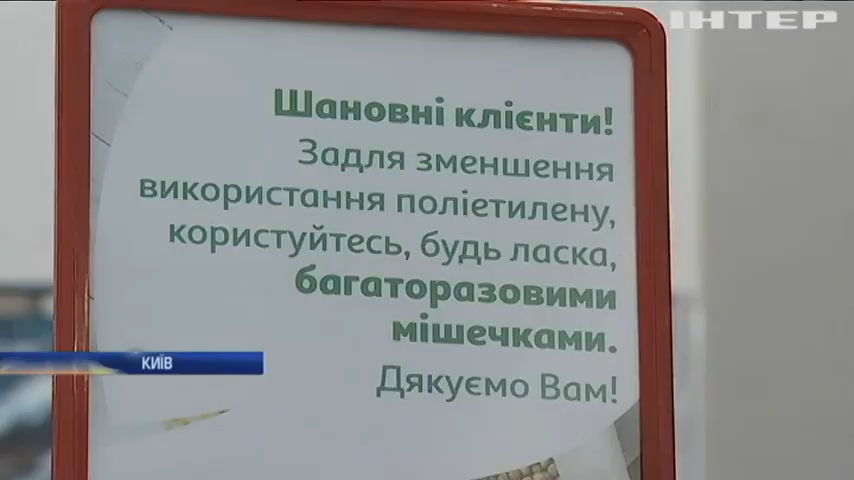 ІНТЕР
Шановні клієнти!
Задля зменшення
використання поліетилену,
користуйтесь, будь ласка,
багаторазовими
мішечками.
Дякуємо Вам!
КИЇВ